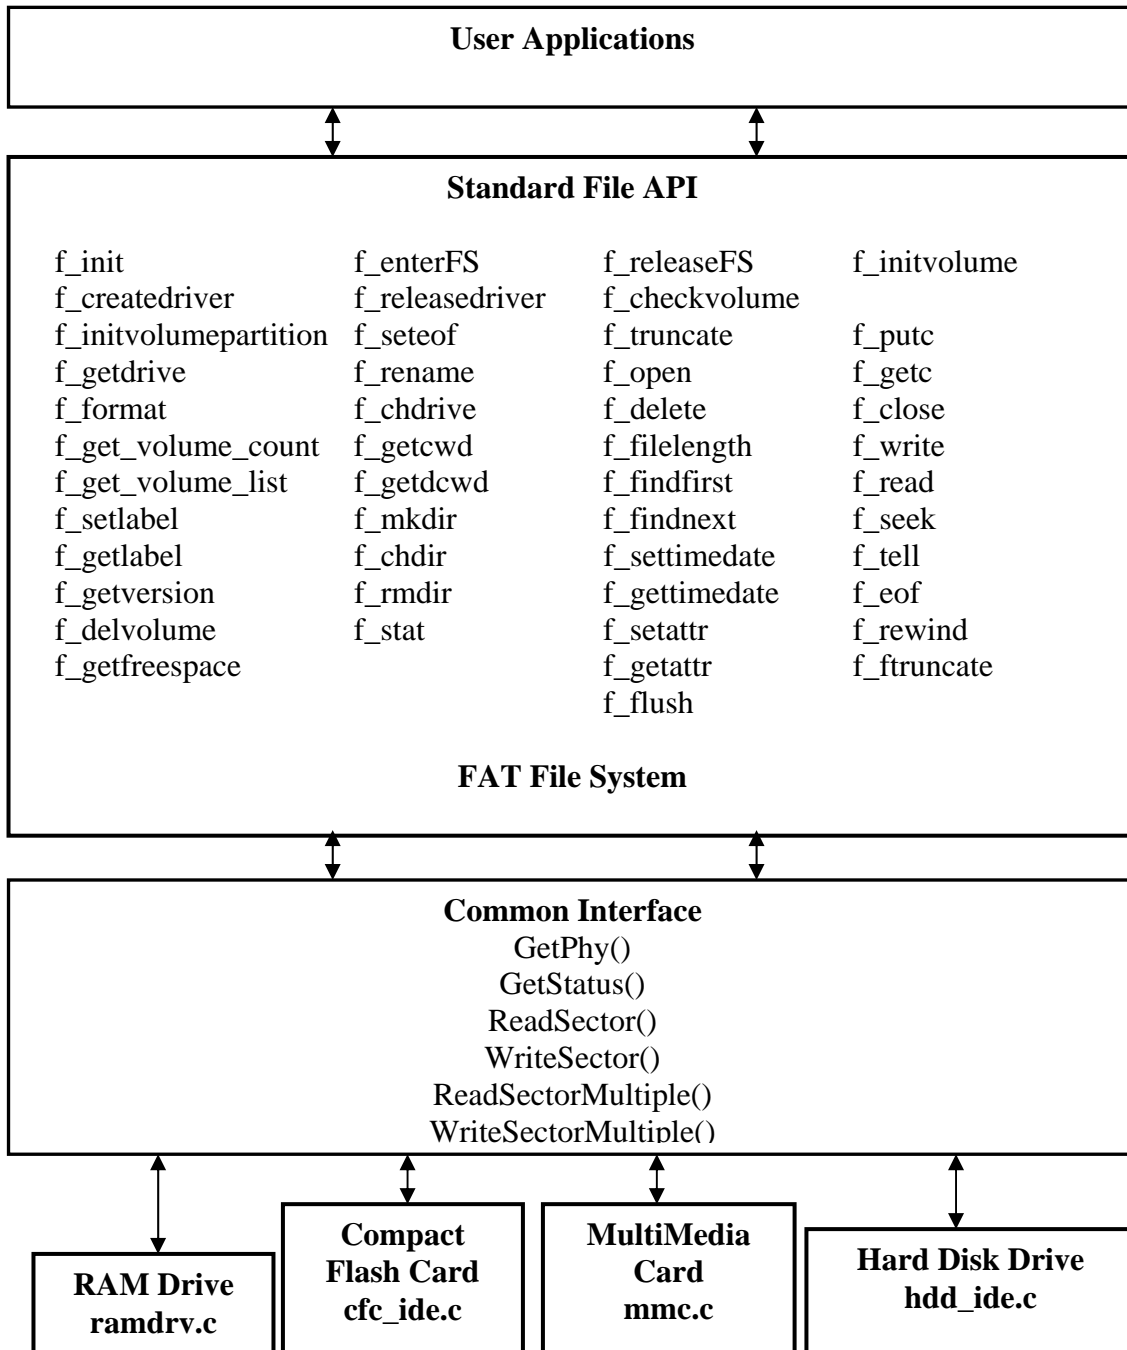 User Applications
Standard File API
f_init f_enterFS f_releaseFS f_initvolume
f_createdriver f_releasedriver f_checkvolume
f_initvolumepartition f_seteof f_truncate f_putc
f_getdrive f_rename f_open f_getc
f_format f_chdrive f_delete f_close
f_get_volume_count f_getcwd f_filelength f_write
f_get_volume_list f_getdcwd f_findfirst f_read
f_setlabel f_mkdir f_findnext f_seek
f_getlabel f_chdir f_settimedate f_tell
f_getversion f_rmdir f_gettimedate f_eof
f_delvolume f_stat f_setattr f_rewind
f_getfreespace f_getattr f_ftruncate
f_flush
FAT File System
Common Interface
GetPhy()
GetStatus()
ReadSector()
WriteSector()
ReadSectorMultiple()
WriteSectorMultiple()
RAM Drive
ramdrv.c
Compact
Flash Card
cfc_ide.c
MultiMedia
Card
mmc.c
Hard Disk Drive
hdd_ide.c